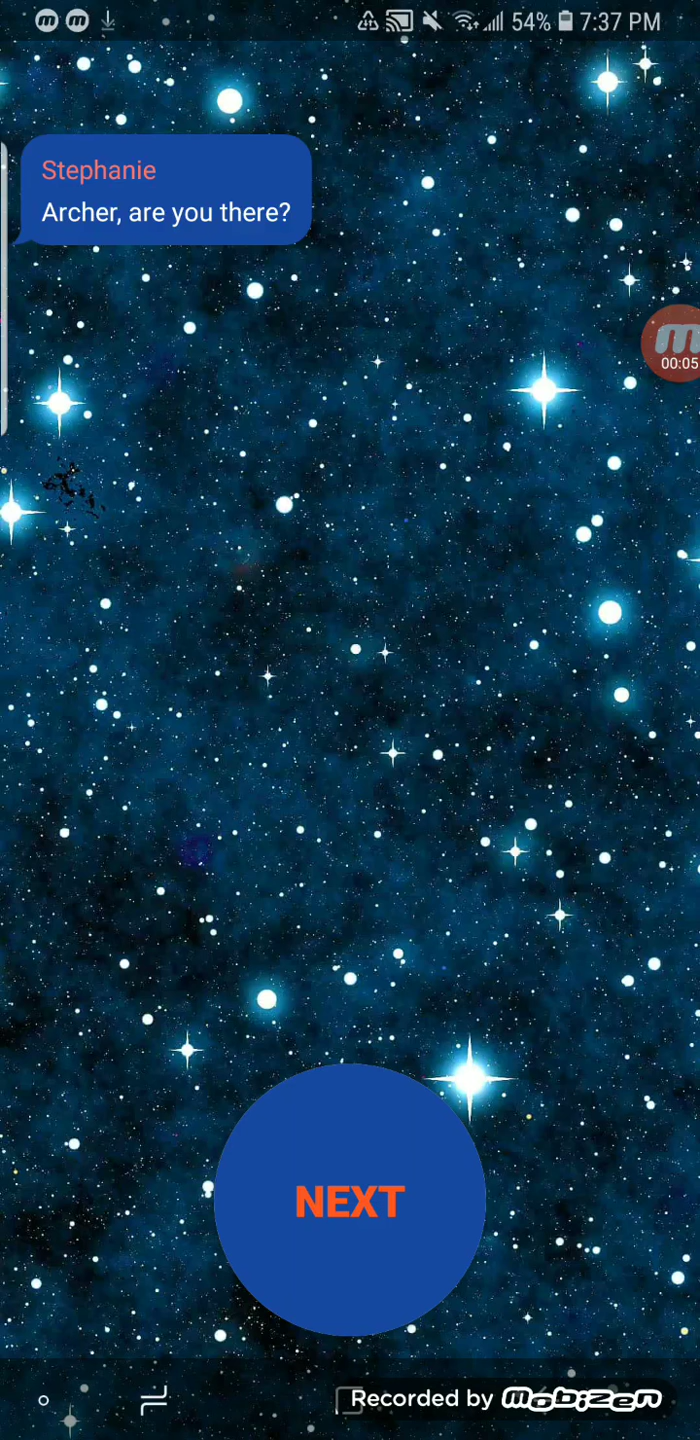 54% 7:37 PM
Stephanie
Archer, are you there?
00:05
NEXT
Recorded by mobizen